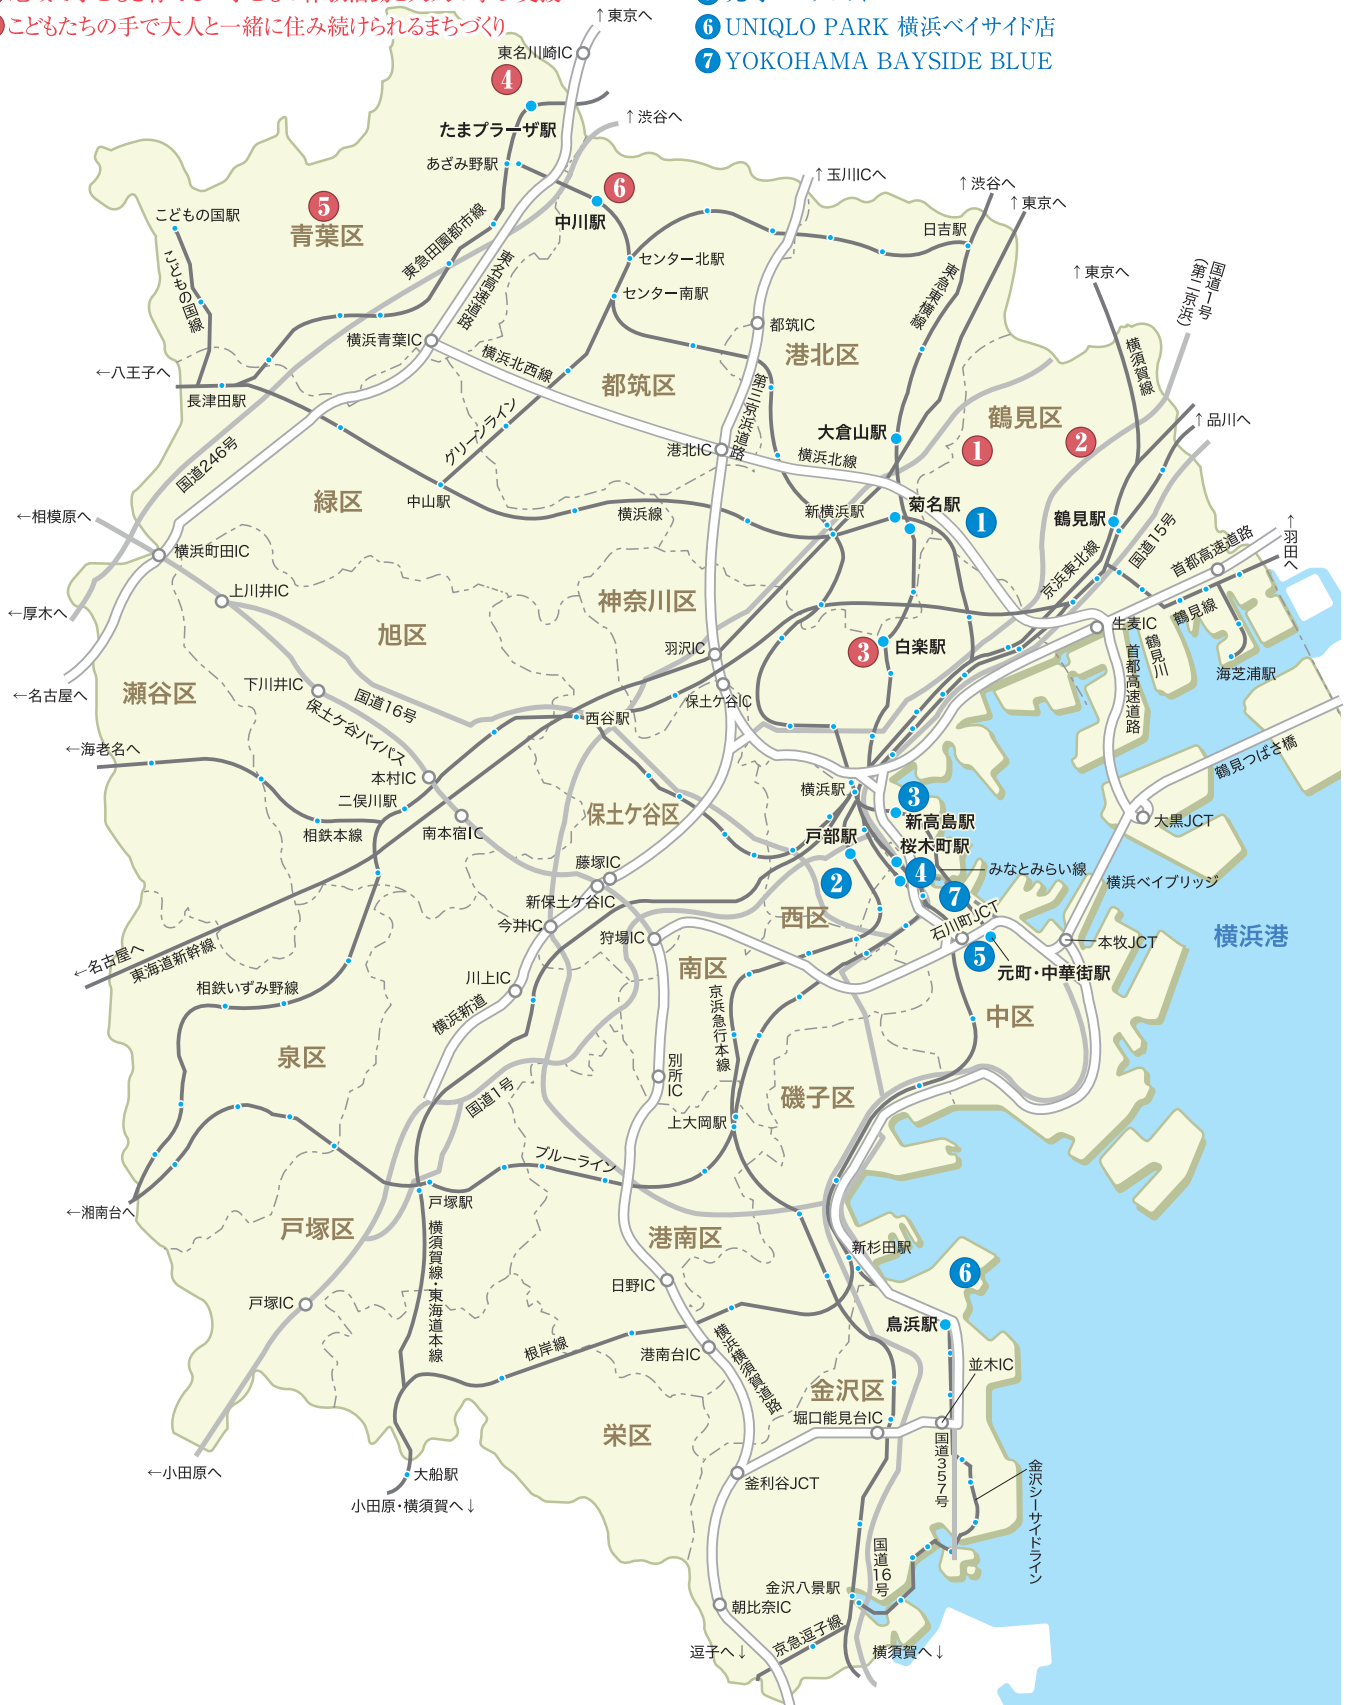 こどもたちの手で大人と一緒に住み続けられるまちづくり
6 UNIQLO PARK 横浜ベイサイド店
7 YOKOHAMA BAYSIDE BLUE
↑東京へ
東名川崎IC
4
たまプラーザ駅
↑渋谷へ
あざみ野駅
6
中川駅
↑玉川ICへ
↑渋谷へ
↑東京へ
5
青葉区
こどもの国駅
こどもの国線
東急田園都市線
東名高速道路
センター北駅
センター南駅
日吉駅
東急東横線
↑東京へ
国道1号
(第二京浜)
横須賀線
横浜青葉IC
横浜北西線
都筑IC
港北区
都筑区
第三京浜道路
←八王子へ
長津田駅
国道246号
グリーンライン
鶴見区
1
2
↑品川へ
大倉山駅
港北IC
横浜北線
緑区
中山駅
横浜線
新横浜駅
菊名駅
1
鶴見駅
国道15号
京浜東北線
首都高速道路
↑羽田へ
←相模原へ
横浜町田IC
上川井IC
←厚木へ
神奈川区
旭区
羽沢IC
3
白楽駅
生麦IC
鶴見川
鶴見線
海芝浦駅
首都高速道路
←名古屋へ
瀬谷区
下川井IC
国道16号
保土ケ谷バイパス
西谷駅
保土ケ谷IC
←海老名へ
本村IC
二俣川駅
相鉄本線
南本宿IC
保土ケ谷区
横浜駅
3
新高島駅
戸部駅
桜木町駅
2
4
7
みなとみらい線
鶴見つばさ橋
大黒JCT
横浜ベイブリッジ
藤塚IC
新保土ケ谷IC
今井IC
狩場IC
西区
石川町JCT
5
元町・中華街駅
本牧JCT
横浜港
←名古屋へ
東海道新幹線
相鉄いずみ野線
川上IC
横浜新道
南区
京浜急行本線
中区
泉区
国道1号
別所IC
磯子区
上大岡駅
ブルーライン
←湘南台へ
戸塚駅
戸塚区
横須賀線・東海道本線
港南区
新杉田駅
6
戸塚IC
日野IC
鳥浜駅
根岸線
港南台IC
横浜横須賀道路
並木IC
金沢区
堀口能見台IC
栄区
国道357号
金沢シーサイドライン
←小田原へ
大船駅
小田原・横須賀へ↓
釜利谷JCT
国道16号
金沢八景駅
朝比奈IC
京急逗子線
逗子へ↓
横須賀へ↓